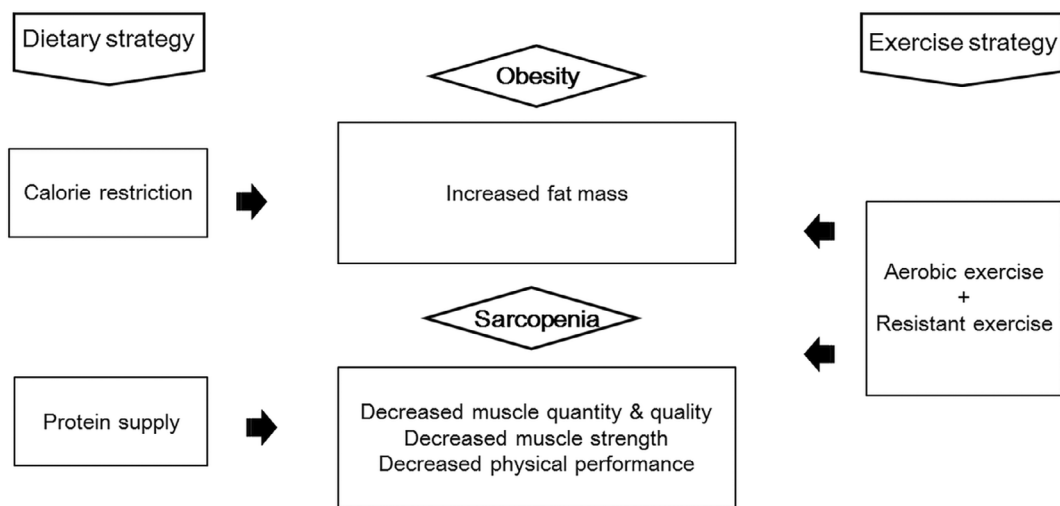 Dietary strategy
Obesity
Exercise strategy
Calorie restriction
Increased fat mass
Aerobic exercise
+
Resistant exercise
Sarcopenia
Protein supply
Decreased muscle quantity & quality
Decreased muscle strength
Decreased physical performance